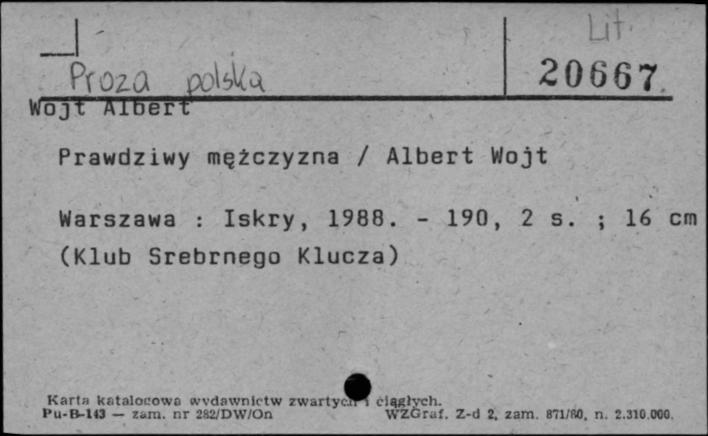 Lit.
Proza polska
20667
Wojt Albert
Prawdziwy mężczyzna / Albert Wojt
Warszawa : Iskry, 1988. - 190, 2 s. ; 16 cm
(Klub Srebrnego Klucza)
Karta katalogowa wydawnictw zwartych i ciągłych.
Pu-B-143 — zam. nr 282/DW/On WZGraf. Z-d 2, zam. 871/80, n. 2.310.000.